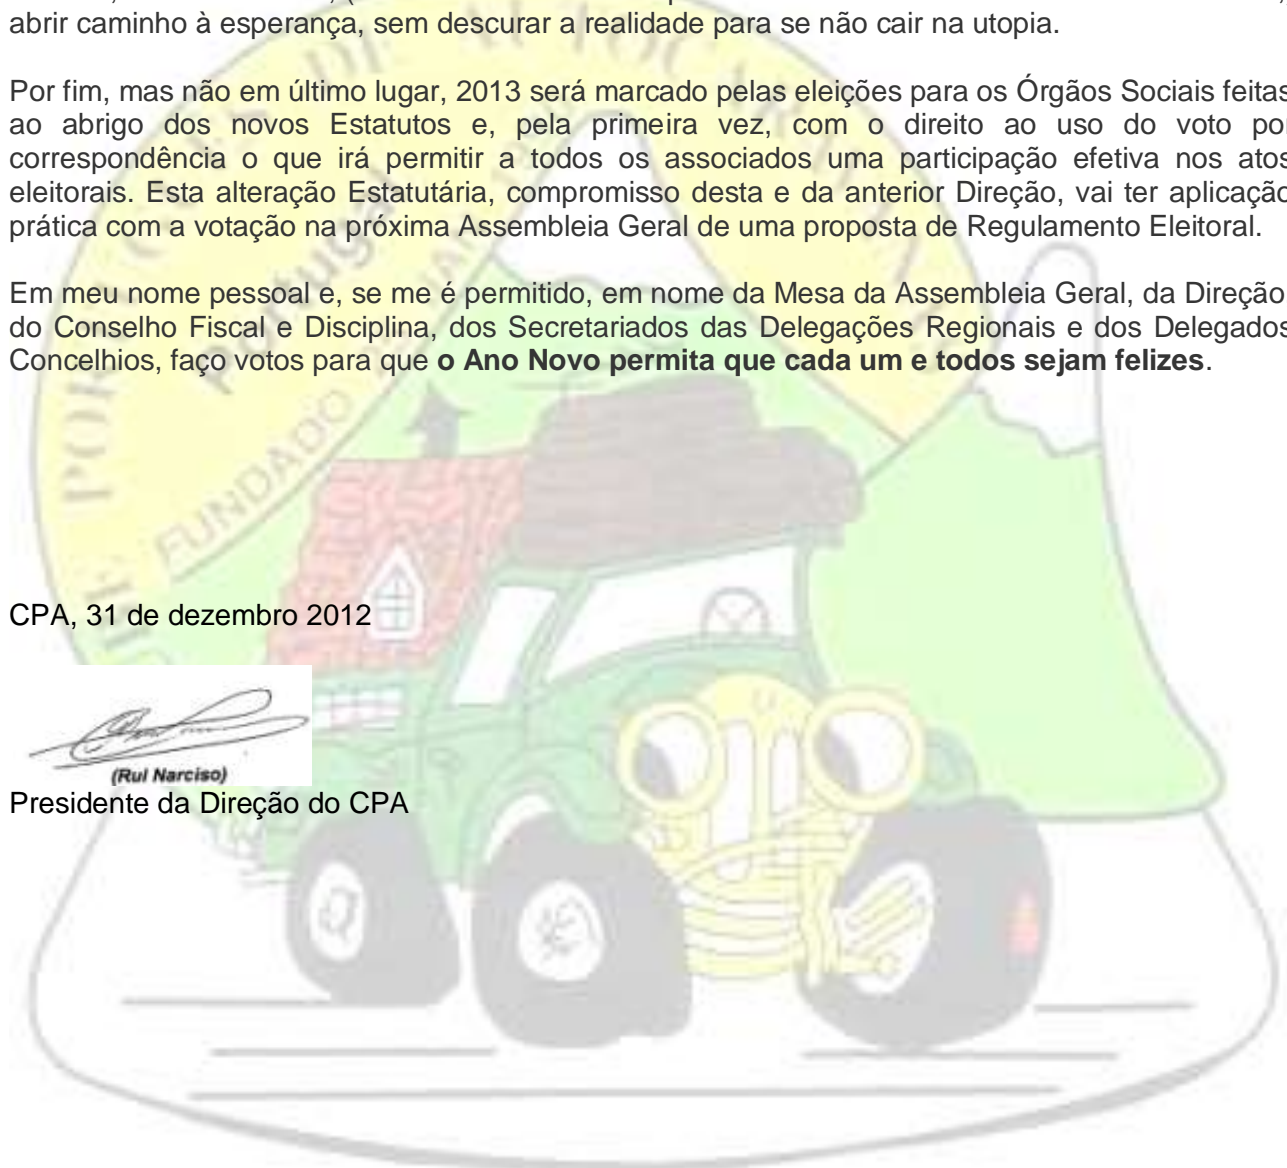 abrir caminho à esperança, sem descurar a realidade para se não cair na utopia.
Por fim, mas não em último lugar, 2013 será marcado pelas eleições para os Órgãos Sociais feitas
ao abrigo dos novos Estatutos e, pela primeira vez, com o direito ao uso do voto po
correspondência o que irá permitir a todos os associados uma participação efetiva nos atos
eleitorais. Esta alteração Estatutária, compromisso desta e da anterior Direção, vai ter aplicação
prática com a votação na próxima Assembleia Geral de uma proposta de Regulamento Eleitoral.
Em meu nome pessoal e, se me é permitido, em nome da Mesa da Assembleia Geral, da Direção
do Conselho Fiscal e Disciplina, dos Secretariados das Delegações Regionais e dos Delegados
Concelhios, faço votos para que o Ano Novo permita que cada um e todos sejam felizes.
Portugal
FUNDADO
CPA, 31 de dezembro 2012
(Rui Narciso)
Presidente da Direção do CPA